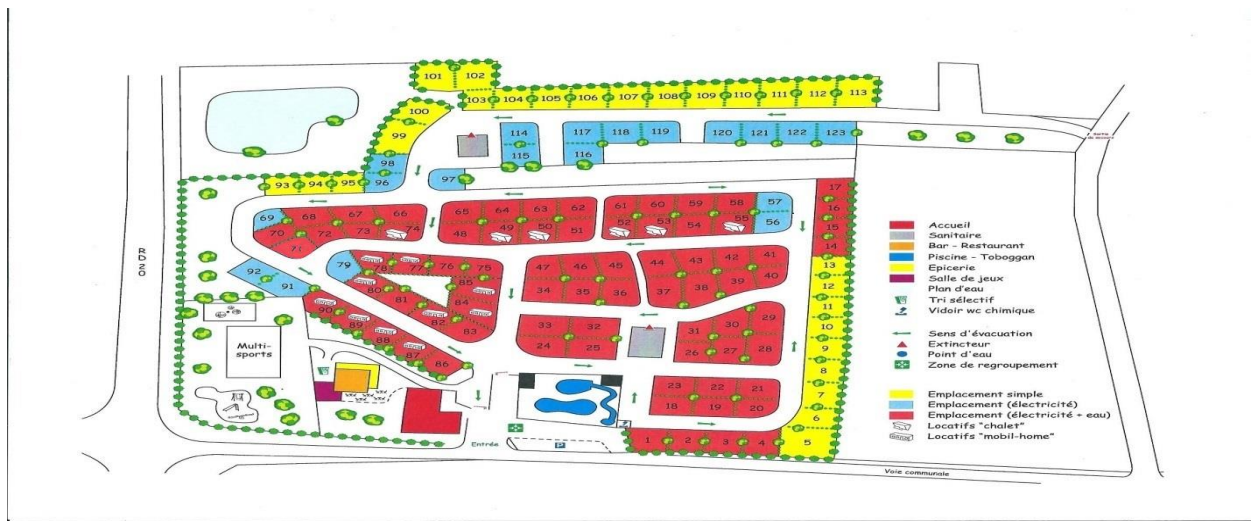 101 102
103 104 105 106 107 108 109 110 111 112 113
100
99
98
96
97
93 94 95
114
115
117 118 119
116
120 121 122 123
69 68 67 66
70 72 73 74
71
65 64 63 62
48 49 50 51
61 60 59 58 57
52 53 54 55 56
17
16
15
14
13
12
11
10
9
8
7
6
5
92
91
79
78 77 76 75
80 81 82 83
85
84
90
89
88
87
86
47 46 45
34 35 36
44 43 42 41
37 38 39 40
33 32
24 25
31 30 29
26 27 28
23 22 21
18 19 20
1 2 3 4
RD20
Multi-
sports
Entrée
P
Voie communale
Accueil
Sanitaire
Bar - Restaurant
Piscine - Toboggan
Epicerie
Salle de jeux
Plan d'eau
Tri sélectif
Vidoir wc chimique
Sens d'évacuation
Extincteur
Point d'eau
Zone de regroupement
Emplacement simple
Emplacement (électricité)
Emplacement (électricité + eau)
Locatifs "chalet"
Locatifs "mobil-home"